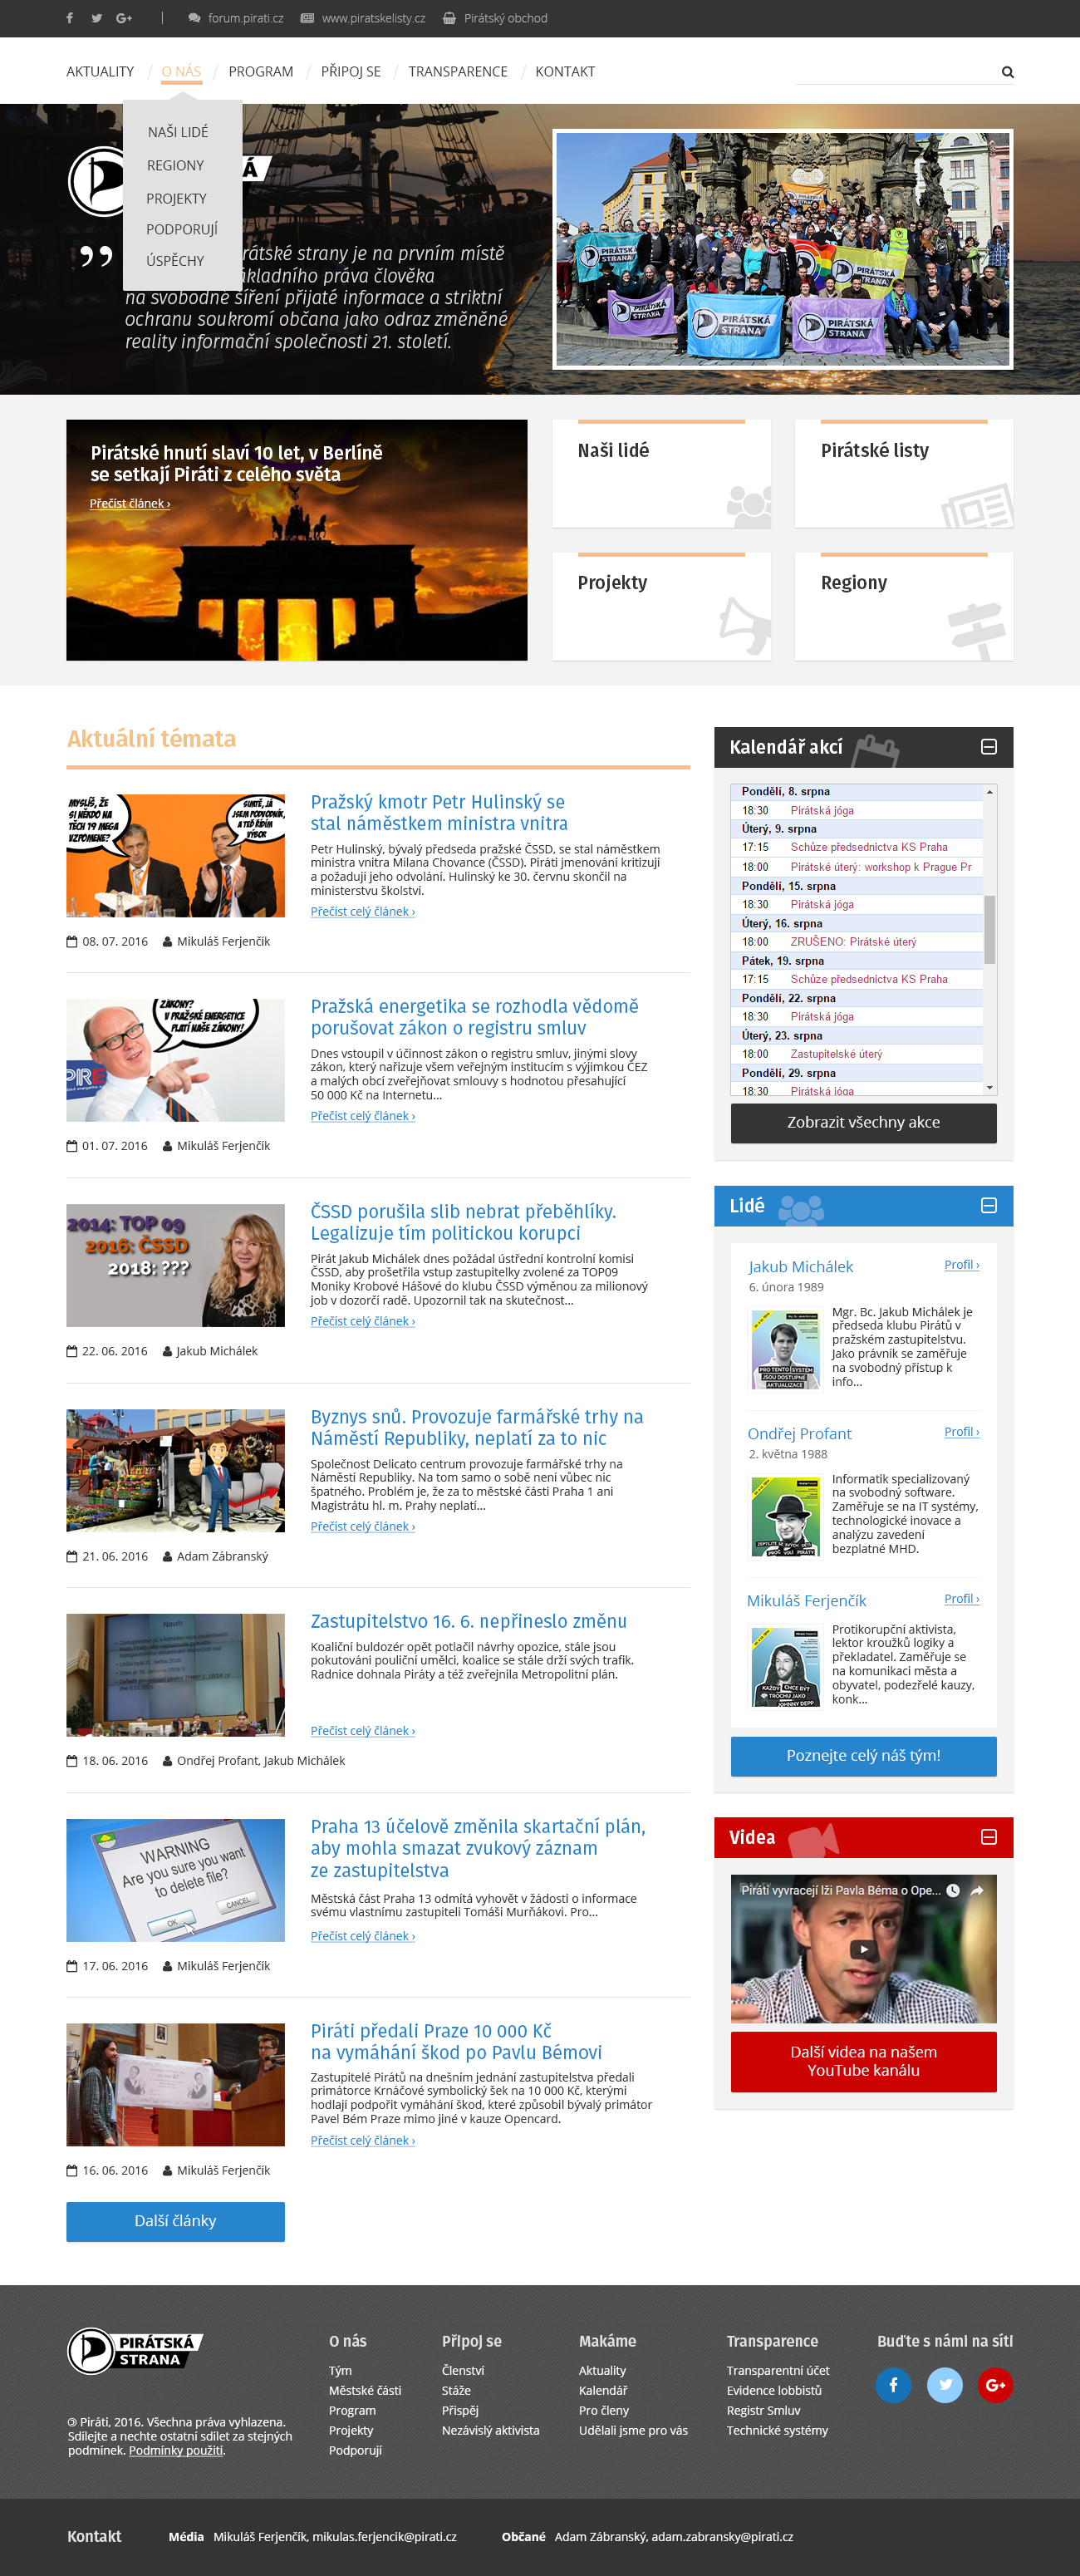 forum.pirati.cz www.piratskelisty.cz Pirátský obchod
AKTUALITY / O NÁS / PROGRAM / PŘIPOJ SE / TRANSPARENCE / KONTAKT
NAŠI LIDÉ
REGIONY
PROJEKTY
PODPORUJÍ
ÚSPĚCHY
irátské strany je na prvním místě
ákladního práva člověka
na svobodné šíření přijaté informace a striktní
ochranu soukromí občana jako odraz změněné
reality informační společnosti 21. století.
PIRÁTSKÁ STRANA
PIRÁTSKÁ STRANA
PIRÁTSKÁ STRANA
Pirátské hnutí slaví 10 let, v Berlíně
se setkají Piráti z celého světa
Přečíst článek ›
Naši lidé
Pirátské listy
Projekty
Regiony
Aktuální témata
MYSLÍŠ, ŽE
SI NĚKDO NA
TĚCH 19 MEGA
VZPOMENE?
JSEM PODVODNÍK,
A TEĎ ŘÍDÍM
VÝBOR
Pražský kmotr Petr Hulinský se
stal náměstkem ministra vnitra
Petr Hulinský, bývalý předseda pražské ČSSD, se stal náměstkem
ministra vnitra Milana Chovance (ČSSD). Piráti jmenování kritizují
a požadují jeho odvolání. Hulinský ke 30. červnu skončil na
ministerstvu školství.
Přečíst celý článek ›
08. 07. 2016 Mikuláš Ferjenčík
ZÁKONY?
V PRAŽSKÉ ENERGETICE
PLATÍ NAŠE ZÁKONY!
Pražská energetika se rozhodla vědomě
porušovat zákon o registru smluv
Dnes vstoupil v účinnost zákon o registru smluv, jinými slovy
zákon, který nařizuje všem veřejným institucím s výjimkou ČEZ
a malých obcí zveřejňovat smlouvy s hodnotou přesahující
50 000 Kč na Internetu...
Přečíst celý článek ›
01. 07. 2016 Mikuláš Ferjenčík
2014: TOP 09
2016: ČSSD
2018: ???
ČSSD porušila slib nebrat přeběhlíky.
Legalizuje tím politickou korupci
Pirát Jakub Michálek dnes požádal ústřední kontrolní komisi
ČSSD, aby prošetřila vstup zastupitelky zvolené za TOP09
Moniky Krobové Hášové do klubu ČSSD výměnou za milionový
job v dozorčí radě. Upozornil tak na skutečnost...
Přečíst celý článek ›
22. 06. 2016 Jakub Michálek
Byznys snů. Provozuje farmářské trhy na
Náměstí Republiky, neplatí za to nic
Společnost Delicato centrum provozuje farmářské trhy na
Náměstí Republiky. Na tom samo o sobě není vůbec nic
špatného. Problém je, že za to městské části Praha 1 ani
Magistrátu hl. m. Prahy neplatí...
Přečíst celý článek ›
21. 06. 2016 Adam Zábranský
Zastupitelstvo 16. 6. nepřineslo změnu
Koaliční buldozér opět potlačil návrhy opozice, stále jsou
pokutováni pouliční umělci, koalice se stále drží svých trafik.
Radnice dohnala Piráty a též zveřejnila Metropolitní plán.
Přečíst celý článek ›
18. 06. 2016 Ondřej Profant, Jakub Michálek
WARNING
Are you sure you want
to delete file?
OK
CANCEL
Praha 13 účelově změnila skartační plán,
aby mohla smazat zvukový záznam
ze zastupitelstva
Městská část Praha 13 odmítá vyhovět v žádosti o informace
svému vlastnímu zastupiteli Tomáši Murňákovi. Pro...
Přečíst celý článek ›
17. 06. 2016 Mikuláš Ferjenčík
Piráti předali Praze 10 000 Kč
na vymáhání škod po Pavlu Bémovi
Zastupitelé Pirátů na dnešním jednání zastupitelstva předali
primátorce Krnáčové symbolický šek na 10 000 Kč, kterými
hodlají podpořit vymáhání škod, které způsobil bývalý primátor
Pavel Bém Praze mimo jiné v kauze Opencard.
Přečíst celý článek ›
16. 06. 2016 Mikuláš Ferjenčík
Další články
Kalendář akcí
Pondělí, 8. srpna
18:30 Pirátská jóga
Úterý, 9. srpna
17:15 Schůze předsednictva KS Praha
18:00 Pirátské úterý: workshop k Prague Pr
Pondělí, 15. srpna
18:30 Pirátská jóga
Úterý, 16. srpna
18:00 ZRUŠENO: Pirátské úterý
Pátek, 19. srpna
17:15 Schůze předsednictva KS Praha
Pondělí, 22. srpna
18:30 Pirátská jóga
Úterý, 23. srpna
18:00 Zastupitelské úterý
Pondělí, 29. srpna
18:30 Pirátská jóga
Zobrazit všechny akce
Lidé
Jakub Michálek Profil ›
6. února 1989
Mgr. Bc. Jakub Michálek je
předseda klubu Pirátů v
pražském zastupitelstvu.
Jako právník se zaměřuje
na svobodný přístup k
info...
PRO TENTO SYSTÉM
JSOU DOSTUPNÉ
AKTUALIZACE
Ondřej Profant Profil ›
2. května 1988
Informatik specializovaný
na svobodný software.
Zaměřuje se na IT systémy,
technologické inovace a
analýzu zavedení
bezplatné MHD.
Mikuláš Ferjenčík Profil ›
Protikorupční aktivista,
lektor kroužků logiky a
překladatel. Zaměřuje se
na komunikaci města a
obyvatel, podezřelé kauzy,
konk...
KAŽDÝ CHCE BÝT
TROCHU JAKO
JOHNNY DEPP
Poznejte celý náš tým!
Videa
Piráti vyvracejí lži Pavla Béma o Ope...
Další videa na našem
YouTube kanálu
PIRÁTSKÁ
STRANA
Piráti, 2016. Všechna práva vyhlazena.
Sdílejte a nechte ostatní sdílet za stejných
podmínek. Podmínky použití.
O nás
Tým
Městské části
Program
Projekty
Podporují
Připoj se
Členství
Stáže
Přispěj
Nezávislý aktivista
Makáme
Aktuality
Kalendář
Pro členy
Udělali jsme pro vás
Transparence
Transparentní účet
Evidence lobbistů
Registr Smluv
Technické systémy
Buďte s námi na síti
Kontakt Média Mikuláš Ferjenčík, mikulas.ferjencik@pirati.cz Občané Adam Zábranský, adam.zabransky@pirati.cz